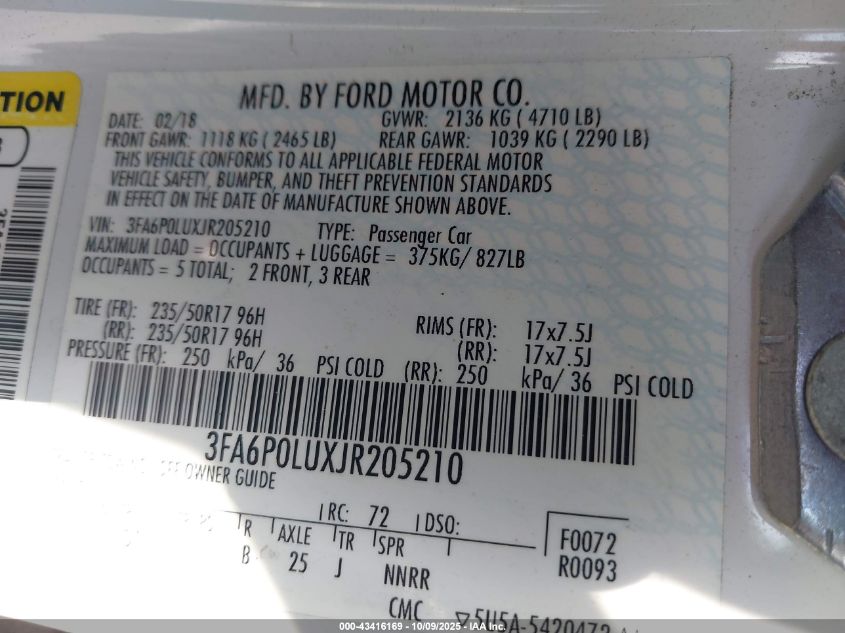 TION
MFD. BY FORD MOTOR CO.
DATE: 02/18 GVWR: 2136 KG ( 4710 LB)
FRONT GAWR: 1118 KG ( 2465 LB) REAR GAWR: 1039 KG ( 2290 LB)
THIS VEHICLE CONFORMS TO ALL APPLICABLE FEDERAL MOTOR
VEHICLE SAFETY, BUMPER, AND THEFT PREVENTION STANDARDS
IN EFFECT ON THE DATE OF MANUFACTURE SHOWN ABOVE.
VIN: 3FA6P0LUXJR205210 TYPE: Passenger Car
MAXIMUM LOAD = OCCUPANTS + LUGGAGE = 375KG/ 827LB
OCCUPANTS = 5 TOTAL; 2 FRONT, 3 REAR
TIRE (FR): 235/50R17 96H RIMS (FR): 17x7.5J
(RR): 235/50R17 96H (RR): 17x7.5J
PRESSURE (FR): 250 kPa/ 36 PSI COLD (RR): 250 kPa/ 36 PSI COLD
3FA6P0LUXJR205210
OWNER GUIDE
RC: 72 DSO:
R AXLE TR SPR F0072
B 25 J NNRR R0093
CMC 5U5A-5420472
000-43416169 - 10/09/2025 - IAA Inc.